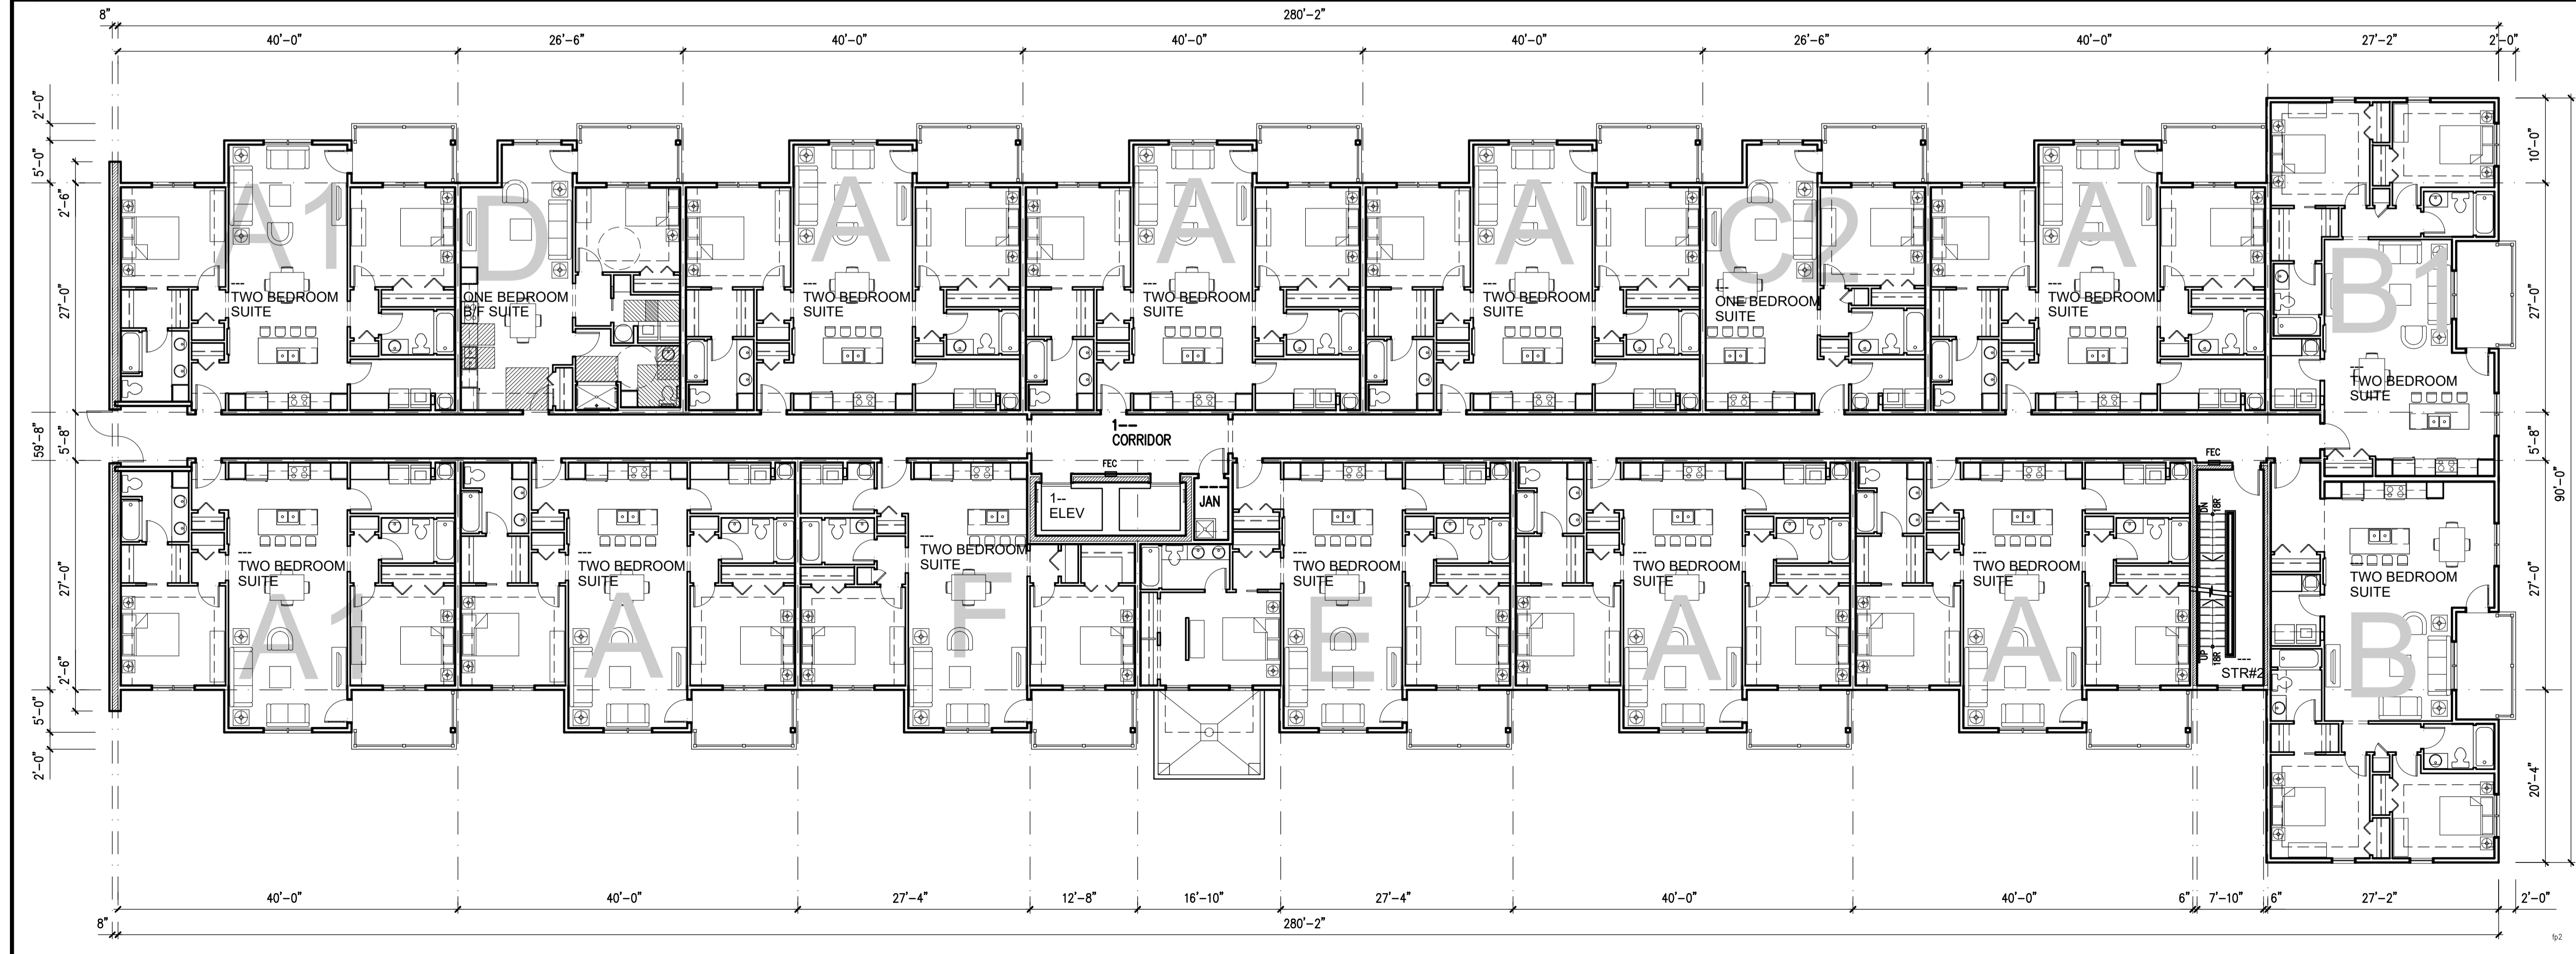 8" 280'-2"
40'-0" 26'-6" 40'-0" 40'-0" 40'-0" 26'-6" 40'-0" 27'-2" 2'-0"
2'-0"
5'-0"
2'-6"
27'-0"
5'-8"
59'-8"
27'-0"
2'-6"
5'-0"
2'-0"
A1 D A A A C2 A B1
---
TWO BEDROOM
SUITE
ONE BEDROOM
B/F SUITE
---
TWO BEDROOM
SUITE
---
TWO BEDROOM
SUITE
---
TWO BEDROOM
SUITE
---
ONE BEDROOM
SUITE
---
TWO BEDROOM
SUITE
---
TWO BEDROOM
SUITE
1--
CORRIDOR
FEC
1--
ELEV
----
JAN
FEC
DN
18R
UP
18R
---
STR#2
---
TWO BEDROOM
SUITE
---
TWO BEDROOM
SUITE
---
TWO BEDROOM
SUITE
---
TWO BEDROOM
SUITE
---
TWO BEDROOM
SUITE
---
TWO BEDROOM
SUITE
---
TWO BEDROOM
SUITE
A1 A F E A A B
10'-0"
27'-0"
5'-8"
90'-0"
27'-0"
20'-4"
40'-0" 40'-0" 27'-4" 12'-8" 16'-10" 27'-4" 40'-0" 40'-0" 6" 7'-10" 6" 27'-2" 2'-0"
8" 280'-2"
fp2